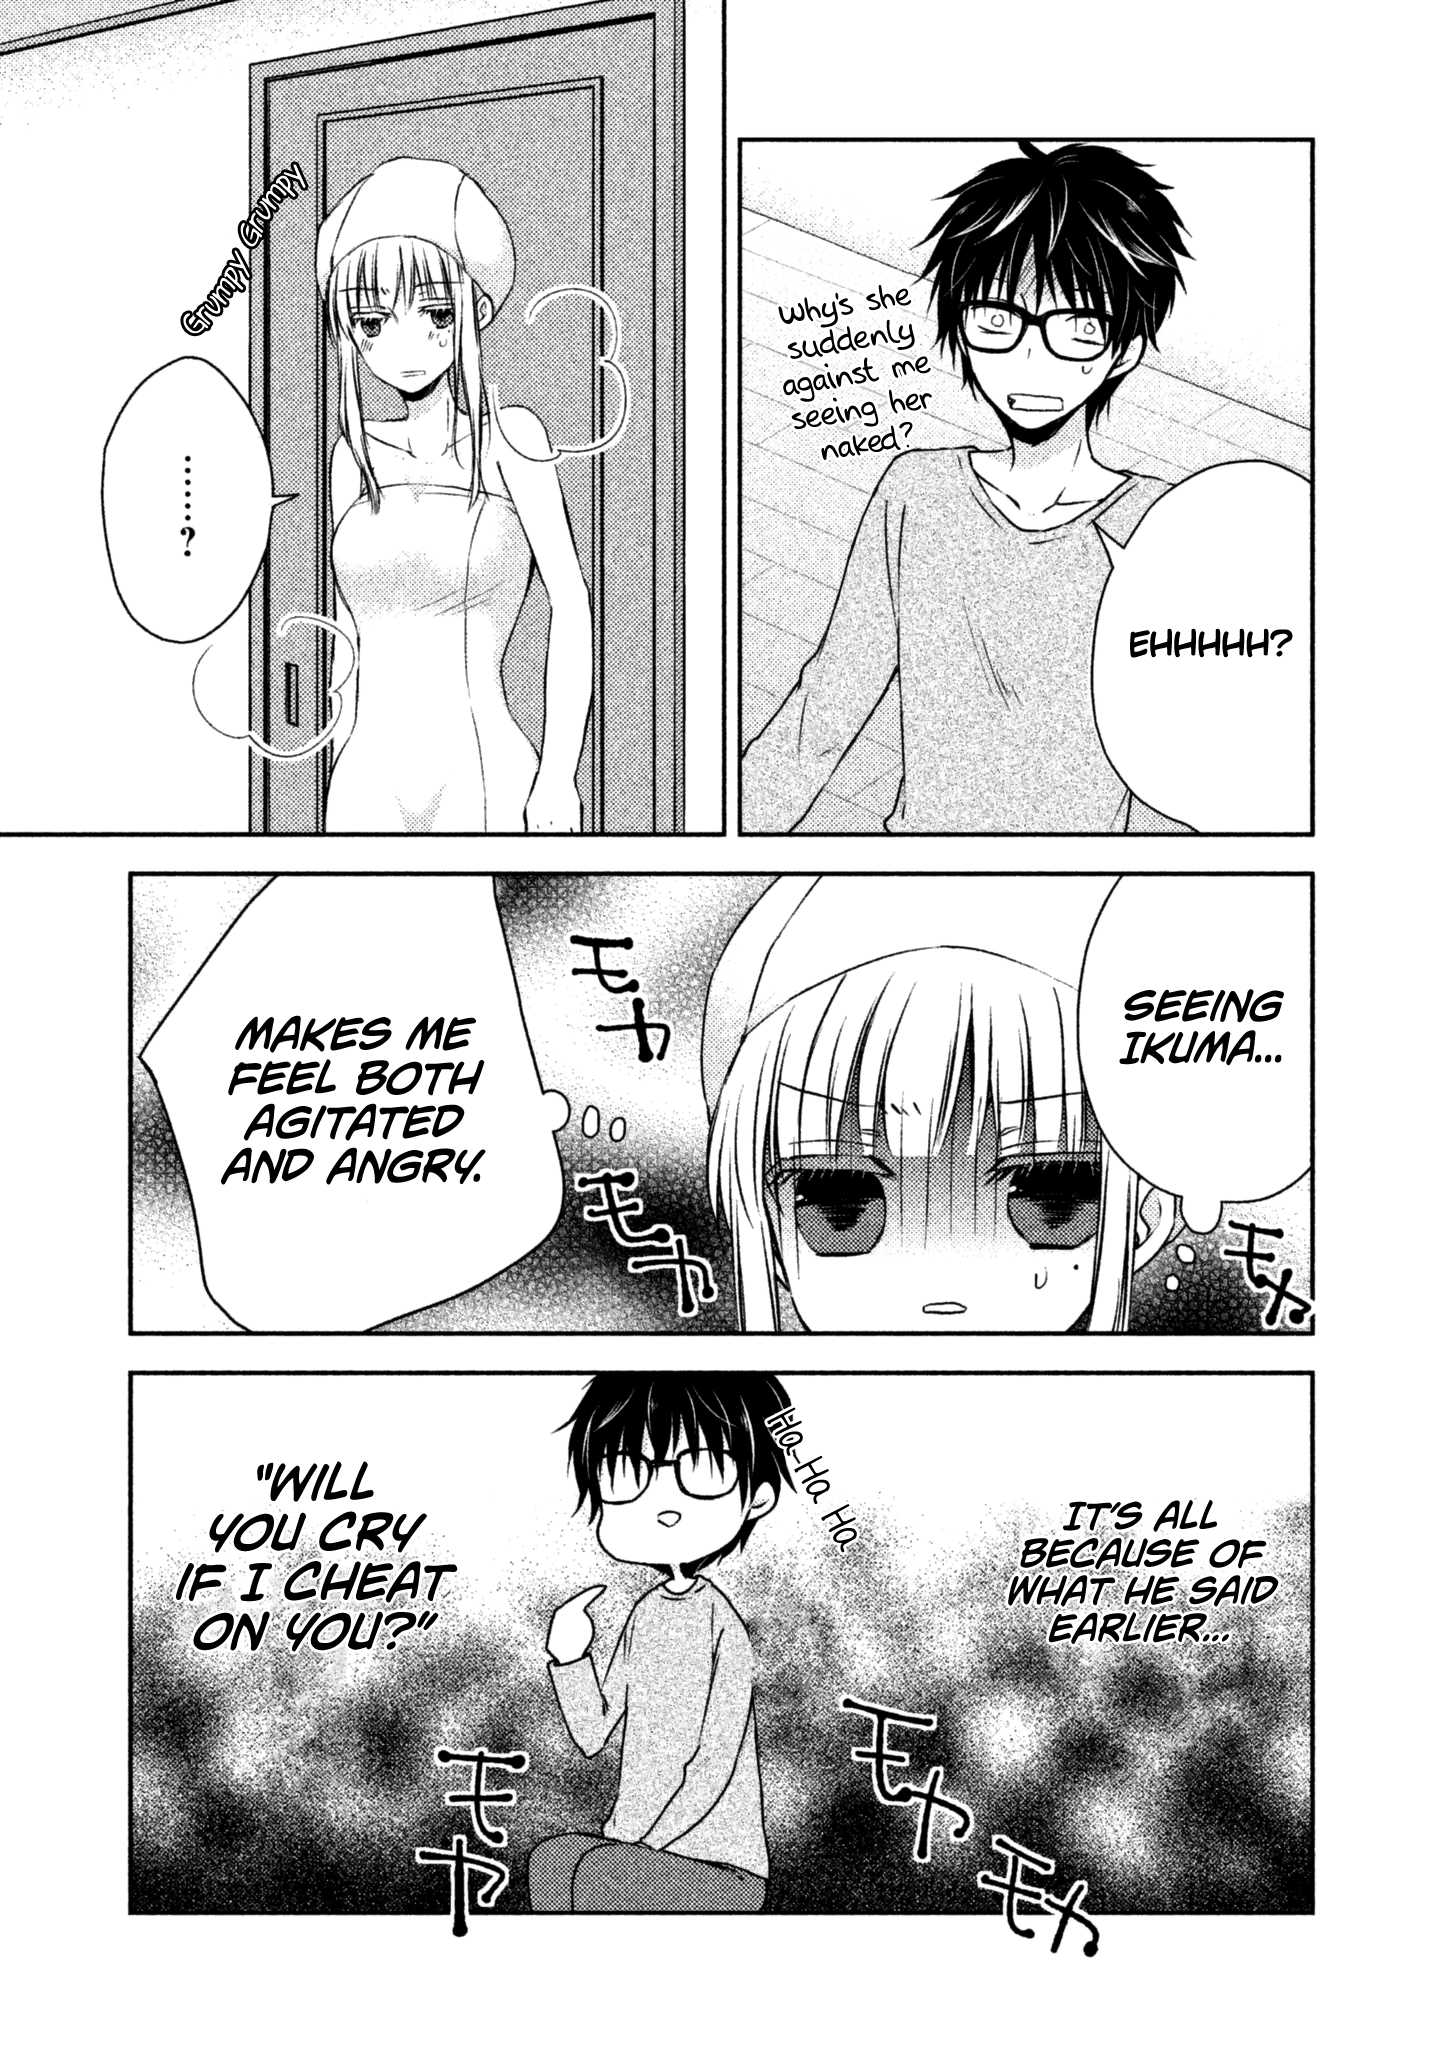 Why's she
suddenly
against me
seeing her
naked?
EHHHHH?
Grumpy Grumpy
……?
SEEING
IKUMA...
モヤ
MAKES ME
FEEL BOTH
AGITATED
AND ANGRY.
モヤ
モヤ
IT'S ALL
BECAUSE OF
WHAT HE SAID
EARLIER...
Ha-Ha Ha
"WILL
YOU CRY
IF I CHEAT
ON YOU?"
モヤ
モヤ
モヤ